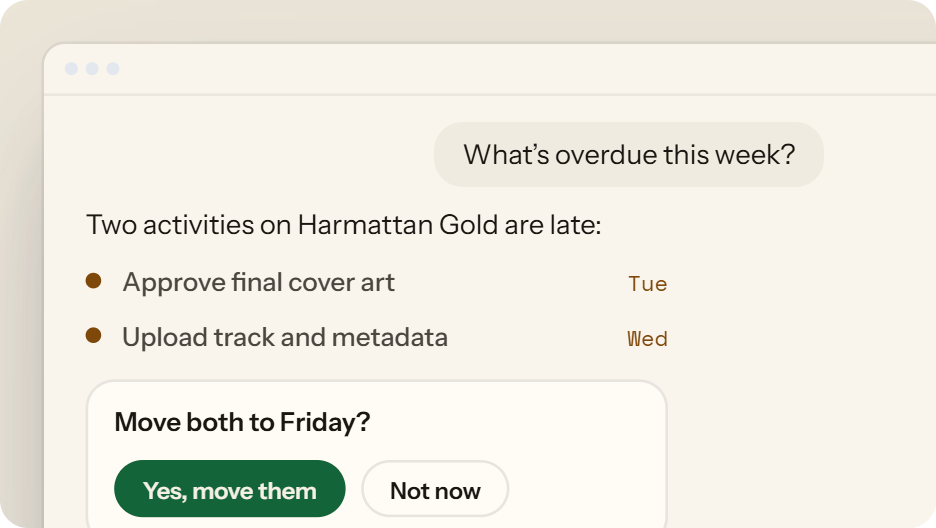 What’s overdue this week?
Two activities on Harmattan Gold are late:
Approve final cover art Tue
Upload track and metadata Wed
Move both to Friday?
Yes, move them Not now